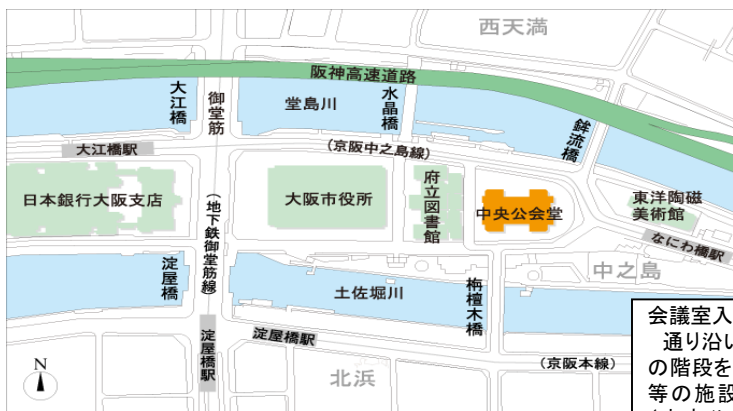 西天満
阪神高速道路
大江橋
御堂筋
堂島川
水晶橋
鉾流橋
大江橋駅
(京阪中之島線)
日本銀行大阪支店
(地下鉄御堂筋線)
大阪市役所
府立図書館
中央公会堂
東洋陶磁
美術館
なにわ橋駅
中之島
淀屋橋
土佐堀川
栴檀木橋
淀屋橋駅
淀屋橋駅
(京阪本線)
北浜
N
会議室入
通り沿い
の階段を
等の施設